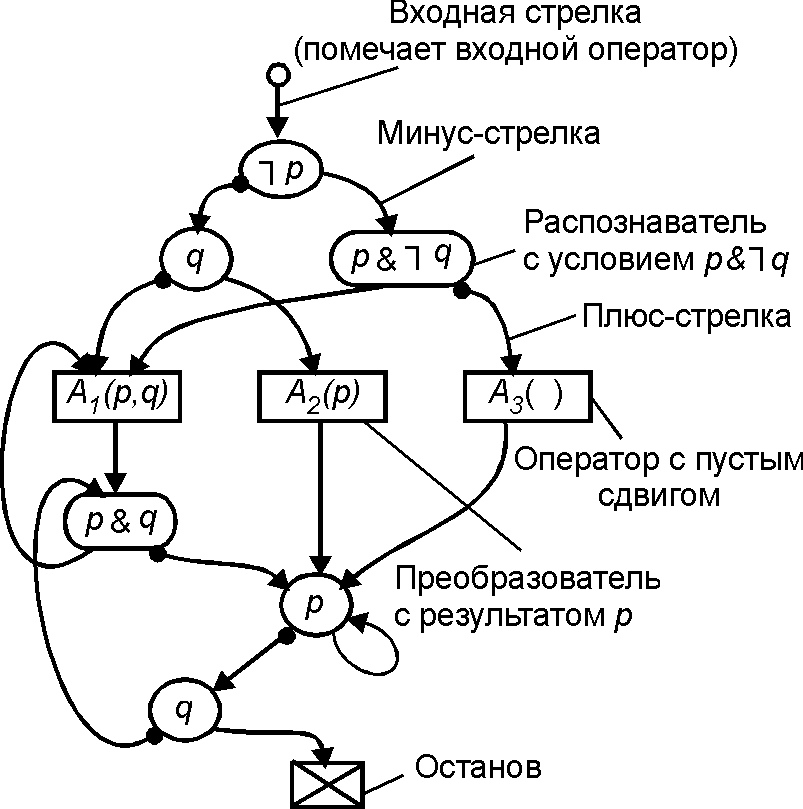 Входная стрелка
(помечает входной оператор)
Минус-стрелка
¬ p
Распознаватель
с условием p&¬ q
q
p & ¬ q
Плюс-стрелка
A1(p,q)
A2(p)
A3( )
Оператор с пустым
сдвигом
p & q
Преобразователь
с результатом p
p
q
Останов